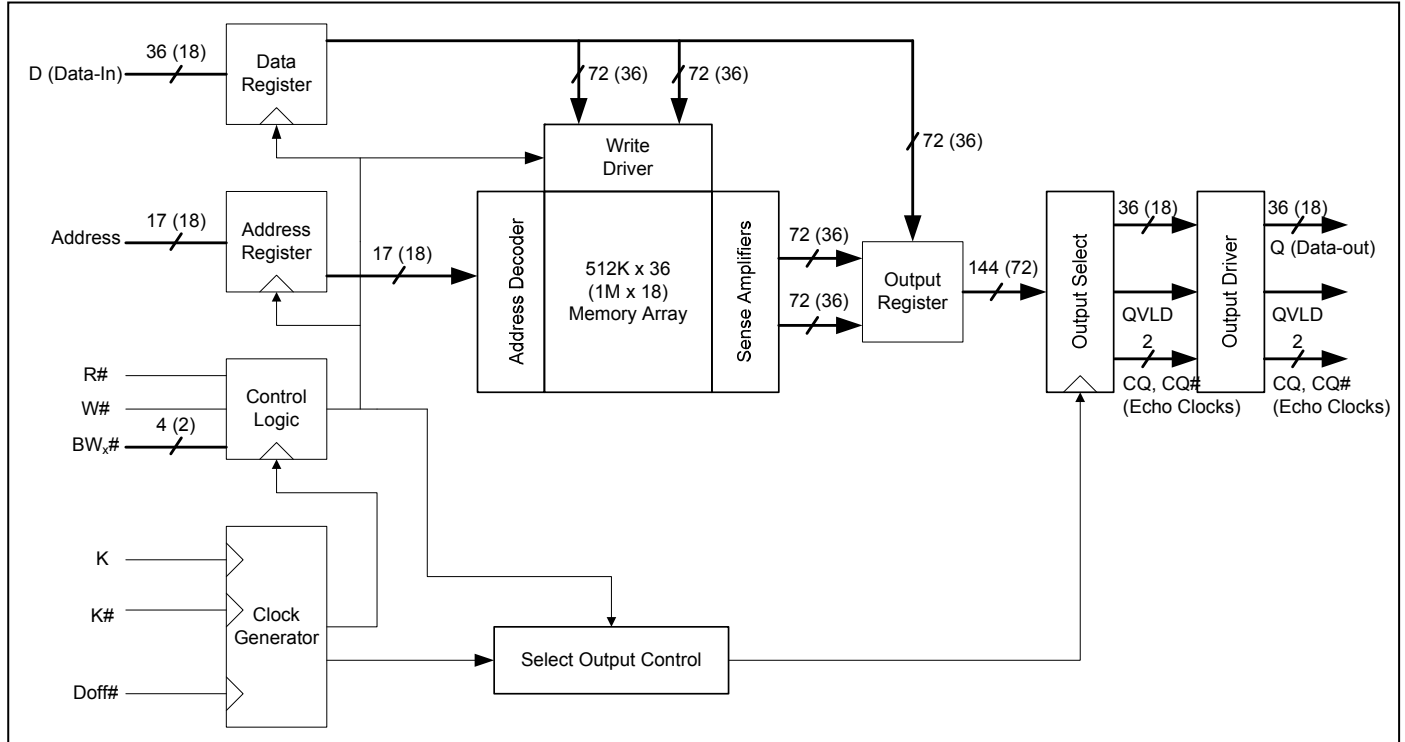 36 (18)
D (Data-In)
Data
Register
72 (36)
72 (36)
72 (36)
Write
Driver
17 (18)
Address
Address
Register
17 (18)
Address Decoder
512K x 36
(1M x 18)
Memory Array
Sense Amplifiers
72 (36)
72 (36)
Output
Register
144 (72)
Output Select
36 (18)
QVLD
2
CQ, CQ#
(Echo Clocks)
Output Driver
36 (18)
Q (Data-out)
QVLD
2
CQ, CQ#
(Echo Clocks)
R#
W#
4 (2)
BWx#
Control
Logic
K
K#
Doff#
Clock
Generator
Select Output Control